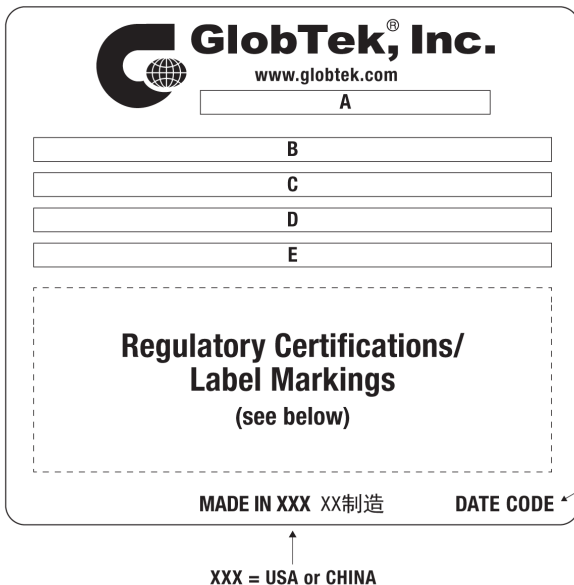 GlobTek,® Inc.
www.globtek.com
A
B
C
D
E
Regulatory Certifications/
Label Markings
(see below)
MADE IN XXX XX制造 DATE CODE
XXX = USA or CHINA